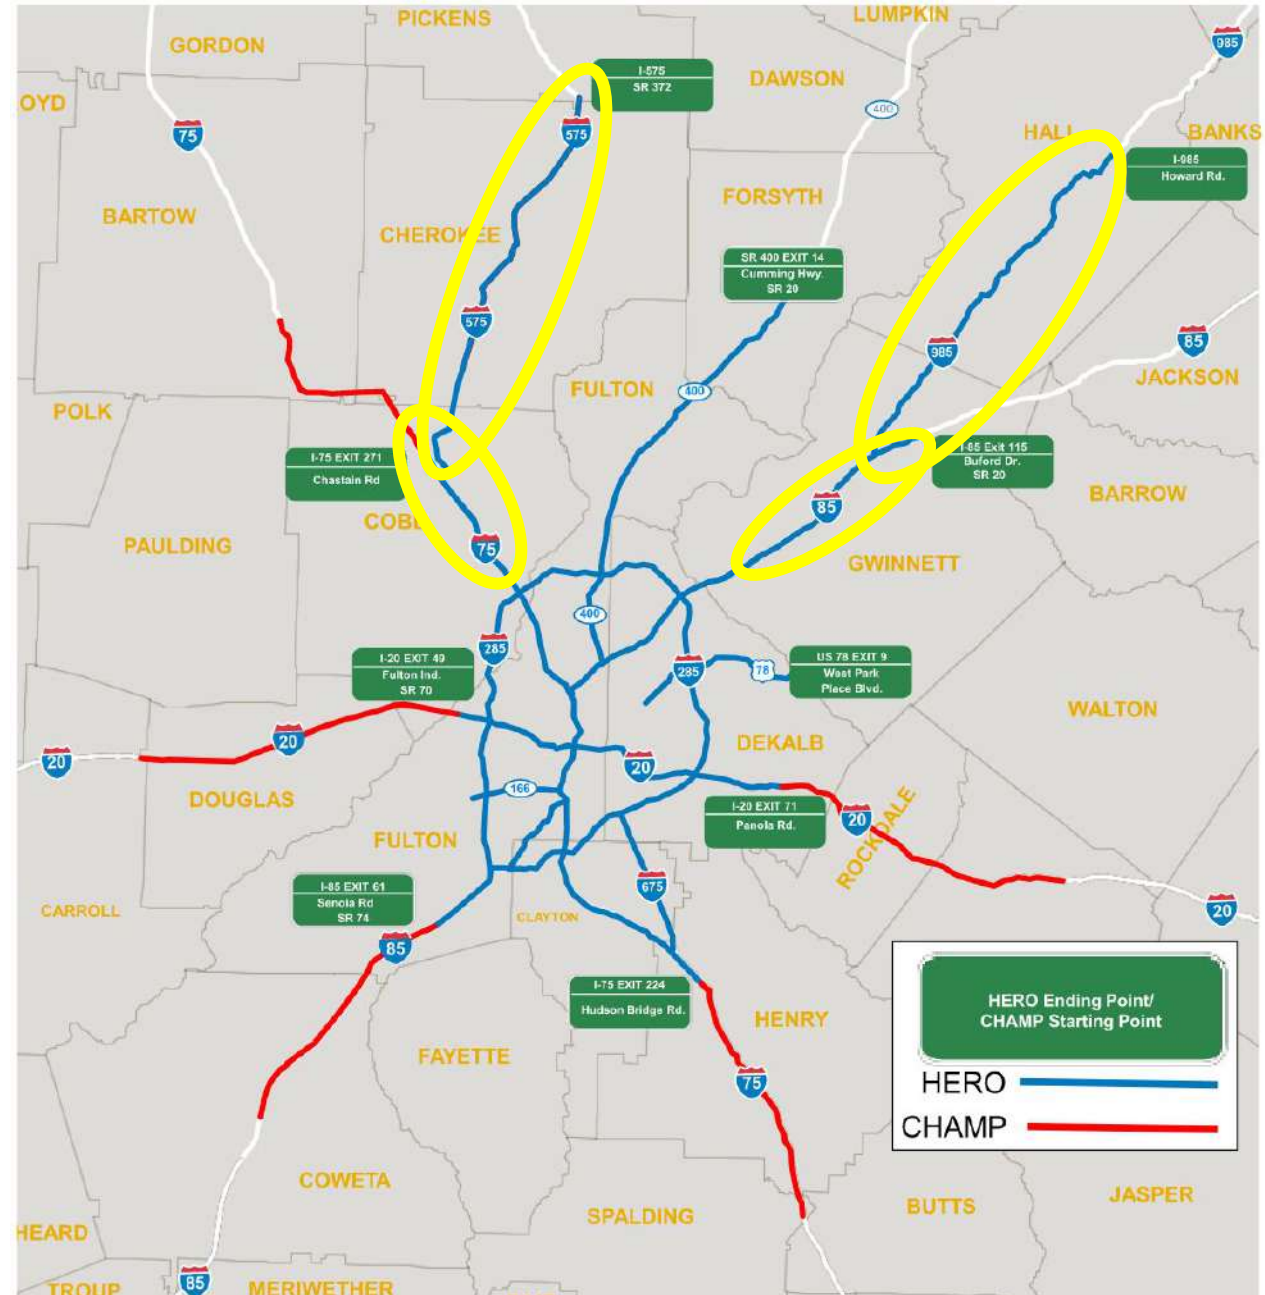 PICKENS
LUMPKIN
GORDON
985
I-575
SR 372
DAWSON
OYD
400
75
575
HALL
BANKS
I-985
Howard Rd.
BARTOW
FORSYTH
CHEROKEE
SR 400 EXIT 14
Cumming Hwy.
SR 20
575
985
85
JACKSON
FULTON
400
POLK
I-75 EXIT 271
Chastain Rd
I-85 Exit 115
Buford Dr.
SR 20
BARROW
85
COBB
75
PAULDING
GWINNETT
400
285
I-20 EXIT 49
Fulton Ind.
SR 70
285
78
US 78 EXIT 9
West Park
Place Blvd.
WALTON
20
20
DEKALB
20
166
DOUGLAS
I-20 EXIT 71
Panola Rd.
20
ROCKDALE
FULTON
I-85 EXIT 61
Senoia Rd
SR 74
675
CARROLL
CLAYTON
20
85
I-75 EXIT 224
Hudson Bridge Rd.
HERO Ending Point/
CHAMP Starting Point
HENRY
FAYETTE
75
HERO
CHAMP
COWETA
JASPER
BUTTS
SPALDING
HEARD
85
TROUP
MERIWETHER